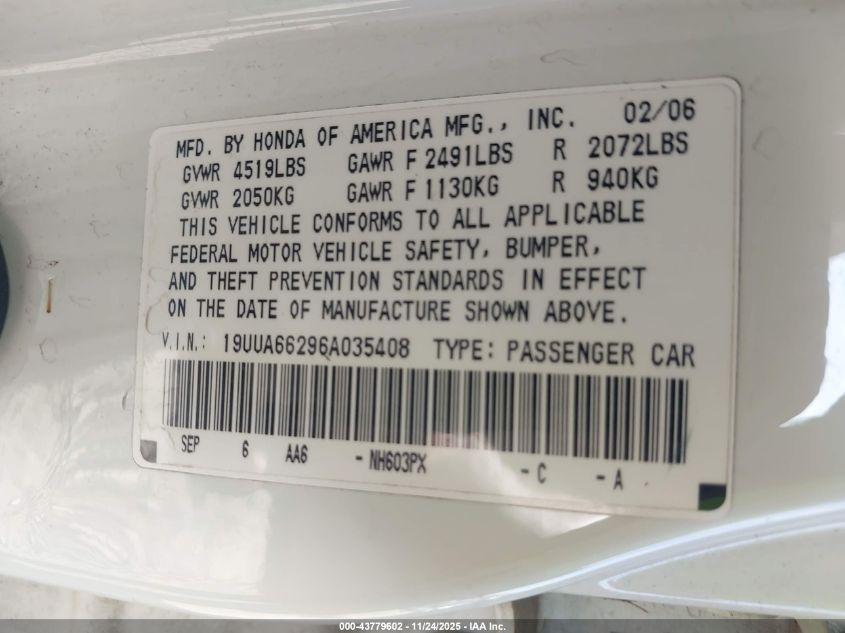 MFD. BY HONDA OF AMERICA MFG., INC. 02/06
GVWR 4519LBS GAWR F 2491LBS R 2072LBS
GVWR 2050KG GAWR F 1130KG R 940KG
THIS VEHICLE CONFORMS TO ALL APPLICABLE
FEDERAL MOTOR VEHICLE SAFETY, BUMPER,
AND THEFT PREVENTION STANDARDS IN EFFECT
ON THE DATE OF MANUFACTURE SHOWN ABOVE.
V.I.N.: 19UUA66296A035408 TYPE: PASSENGER CAR
SEP 6 AA6 - NH603PX - C - A
000-43779602 - 11/24/2025 - IAA Inc.